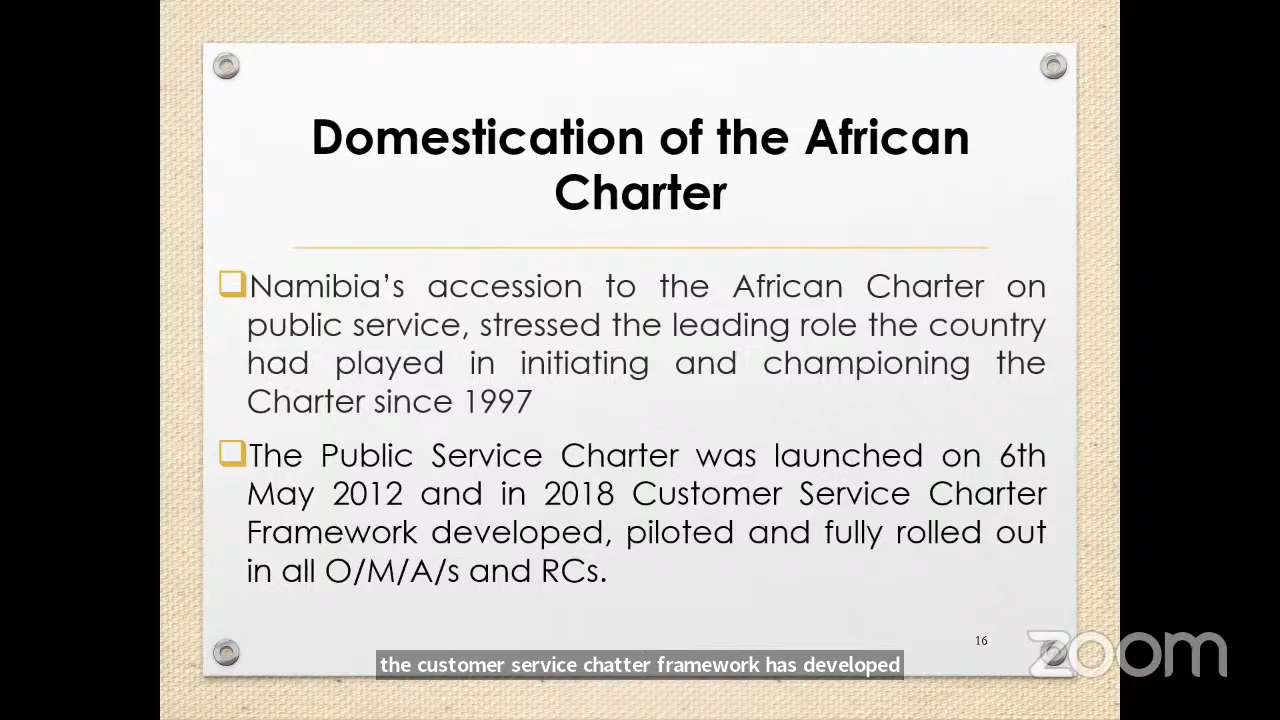 Domestication of the African
Charter
Namibia’s accession to the African Charter on
public service, stressed the leading role the country
had played in initiating and championing the
Charter since 1997
The Public Service Charter was launched on 6th
May 2012 and in 2018 Customer Service Charter
Framework developed, piloted and fully rolled out
in all O/M/A/s and RCs.
16
zoom
the customer service chatter framework has developed